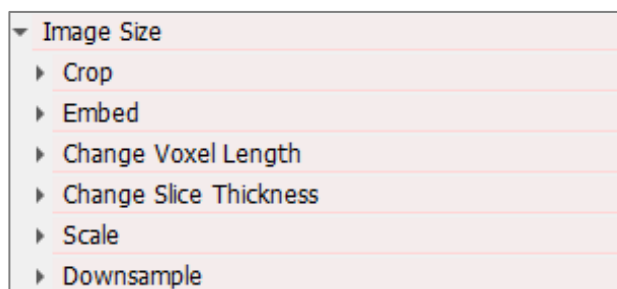 Image Size
Crop
Embed
Change Voxel Length
Change Slice Thickness
Scale
Downsample